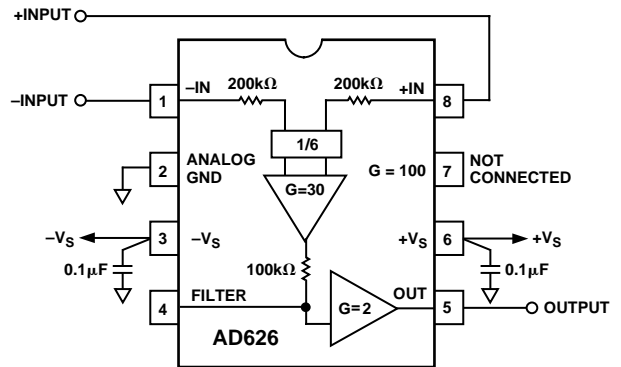 +INPUT
–INPUT
–IN
200kΩ
200kΩ
+IN
1
8
1/6
ANALOG
GND
G = 100
NOT
CONNECTED
2
7
G=30
–VS
–VS
+VS
+VS
3
6
0.1µF
100kΩ
0.1µF
FILTER
OUT
4
G=2
5
OUTPUT
AD626